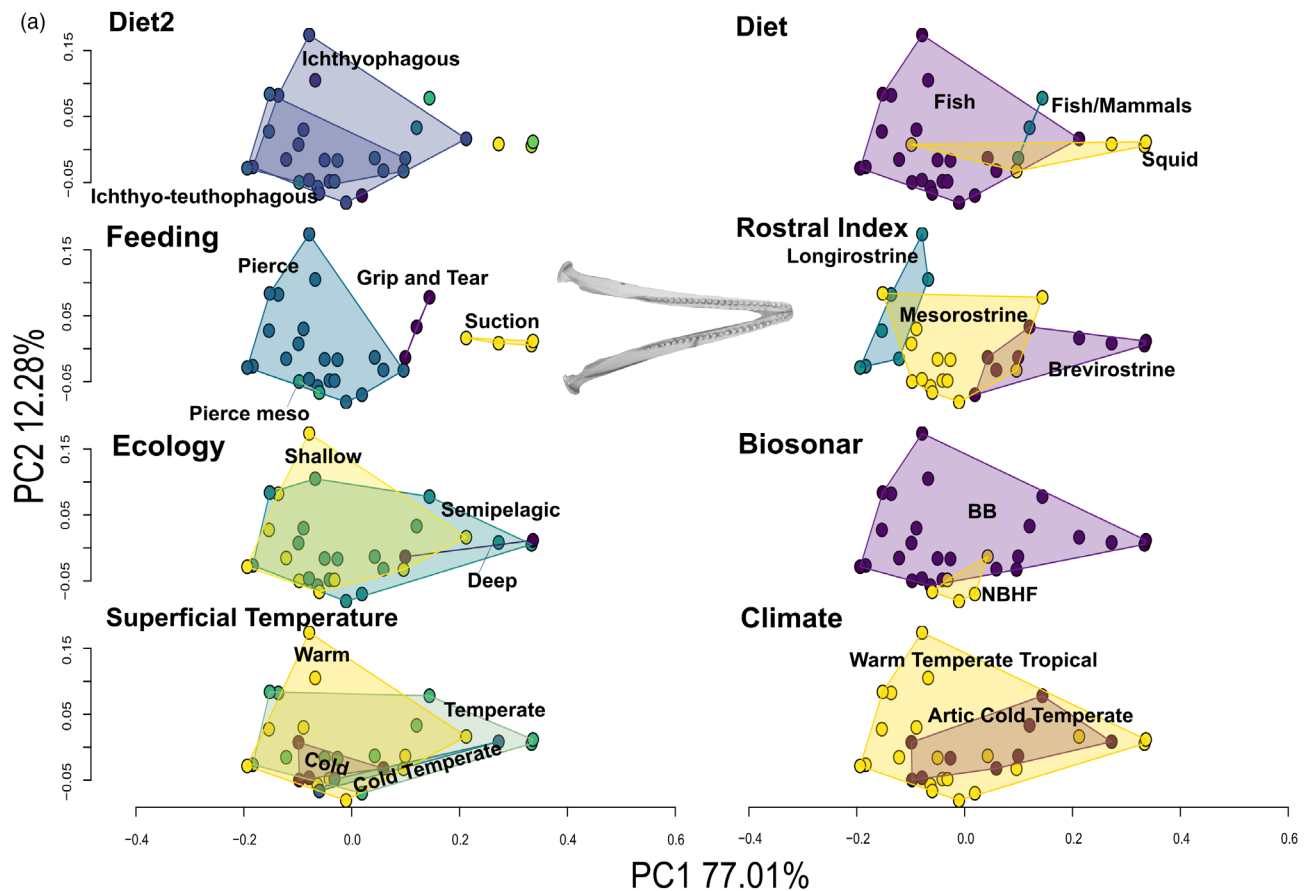 (a)
Diet2
Diet
0.15
0.05
−0.05
Ichthyophagous
Ichthyo-teuthophagous
Fish
Fish/Mammals
Squid
Feeding
Rostral Index
0.15
0.05
−0.05
Pierce
Grip and Tear
Suction
Pierce meso
Longirostrine
Mesorostrine
Brevirostrine
PC2 12.28%
Ecology
Biosonar
0.15
0.05
−0.05
Shallow
Semipelagic
Deep
BB
NBHF
Superficial Temperature
Climate
0.15
0.05
−0.05
Warm
Temperate
Cold
Cold Temperate
Warm Temperate Tropical
Artic Cold Temperate
−0.4 −0.2 0.0 0.2 0.4 0.6
−0.4 −0.2 0.0 0.2 0.4 0.6
PC1 77.01%